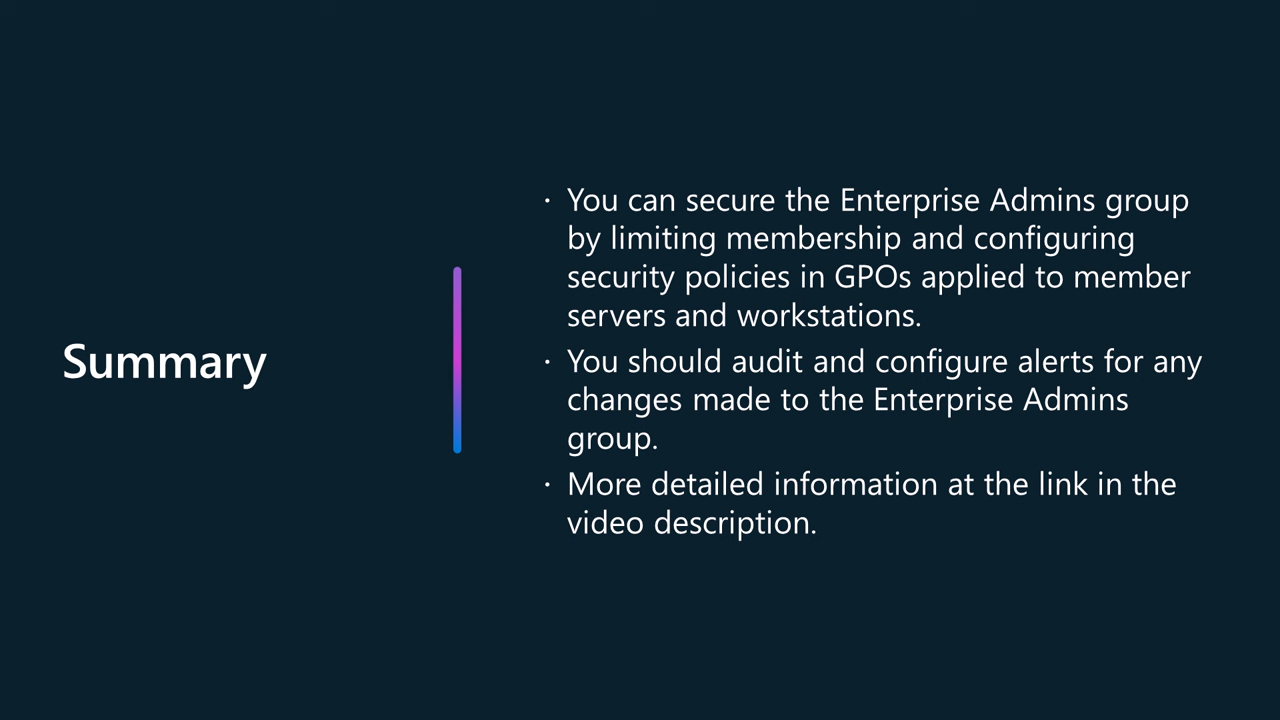 Summary
· You can secure the Enterprise Admins group
by limiting membership and configuring
security policies in GPOs applied to member
servers and workstations.
· You should audit and configure alerts for any
changes made to the Enterprise Admins
group.
· More detailed information at the link in the
video description.